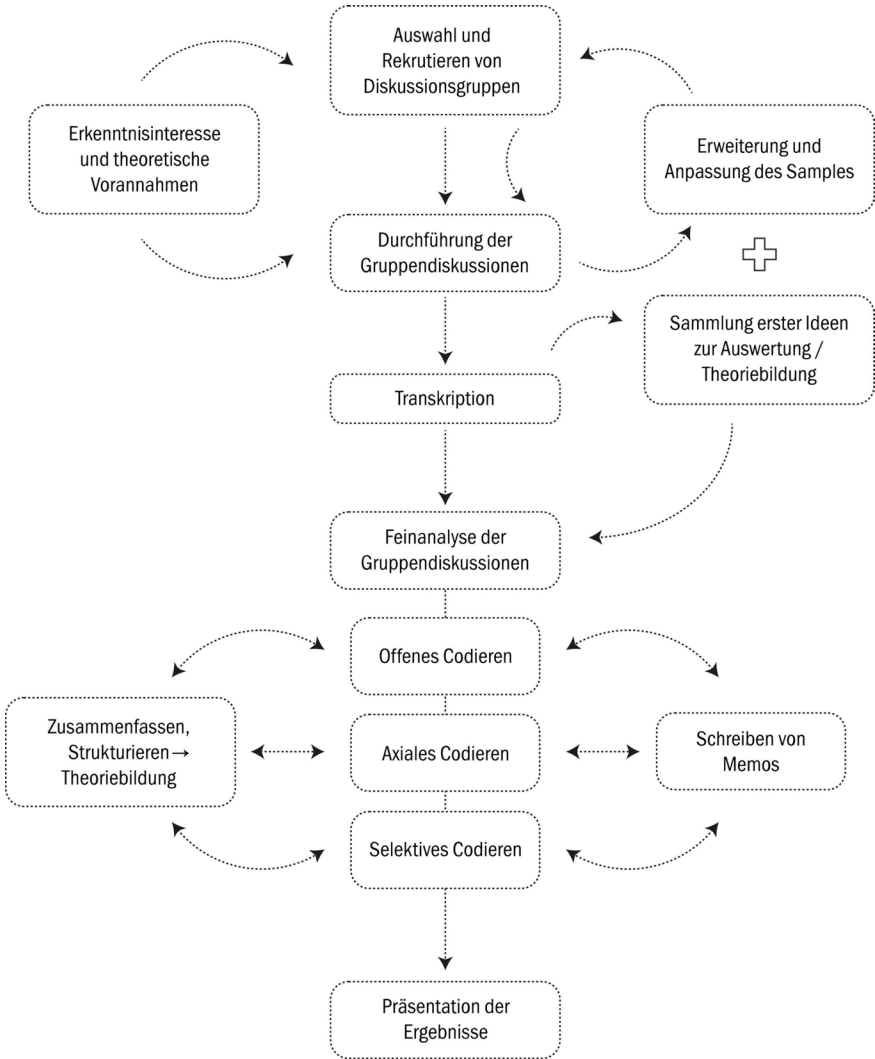 Auswahl und
Rekrutieren von
Diskussionsgruppen
Erkenntnisinteresse
und theoretische
Vorannahmen
Erweiterung und
Anpassung des Samples
Durchführung der
Gruppendiskussionen
Sammlung erster Ideen
zur Auswertung /
Theoriebildung
Transkription
Feinanalyse der
Gruppendiskussionen
Offenes Codieren
Zusammenfassen,
Strukturieren→
Theoriebildung
Axiales Codieren
Schreiben von
Memos
Selektives Codieren
Präsentation der
Ergebnisse